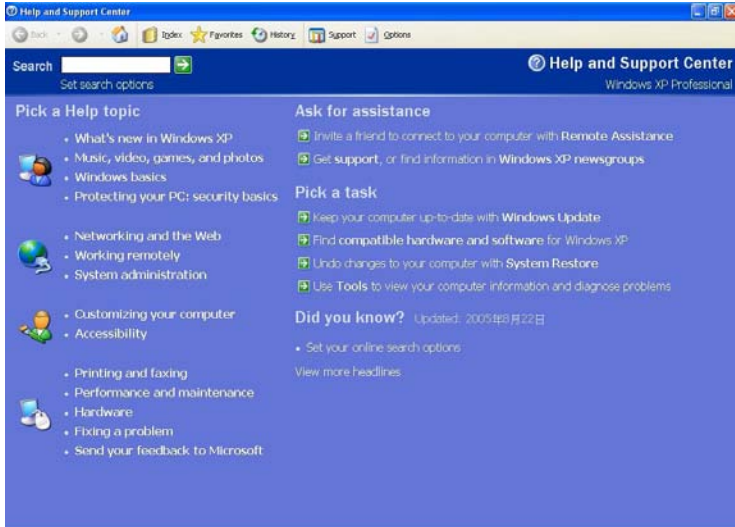 Help and Support Center
Back
Index
Favorites
History
Support
Options
Search
Set search options
Help and Support Center
Windows XP Professional
Pick a Help topic
What's new in Windows XP
Music, video, games, and photos
Windows basics
Protecting your PC: security basics
Networking and the Web
Working remotely
System administration
Customizing your computer
Accessibility
Printing and faxing
Performance and maintenance
Hardware
Fixing a problem
Send your feedback to Microsoft
Ask for assistance
Invite a friend to connect to your computer with Remote Assistance
Get support, or find information in Windows XP newsgroups
Pick a task
Keep your computer up-to-date with Windows Update
Find compatible hardware and software for Windows XP
Undo changes to your computer with System Restore
Use Tools to view your computer information and diagnose problems
Did you know? Updated: 2005年8月22日
Set your online search options
View more headlines